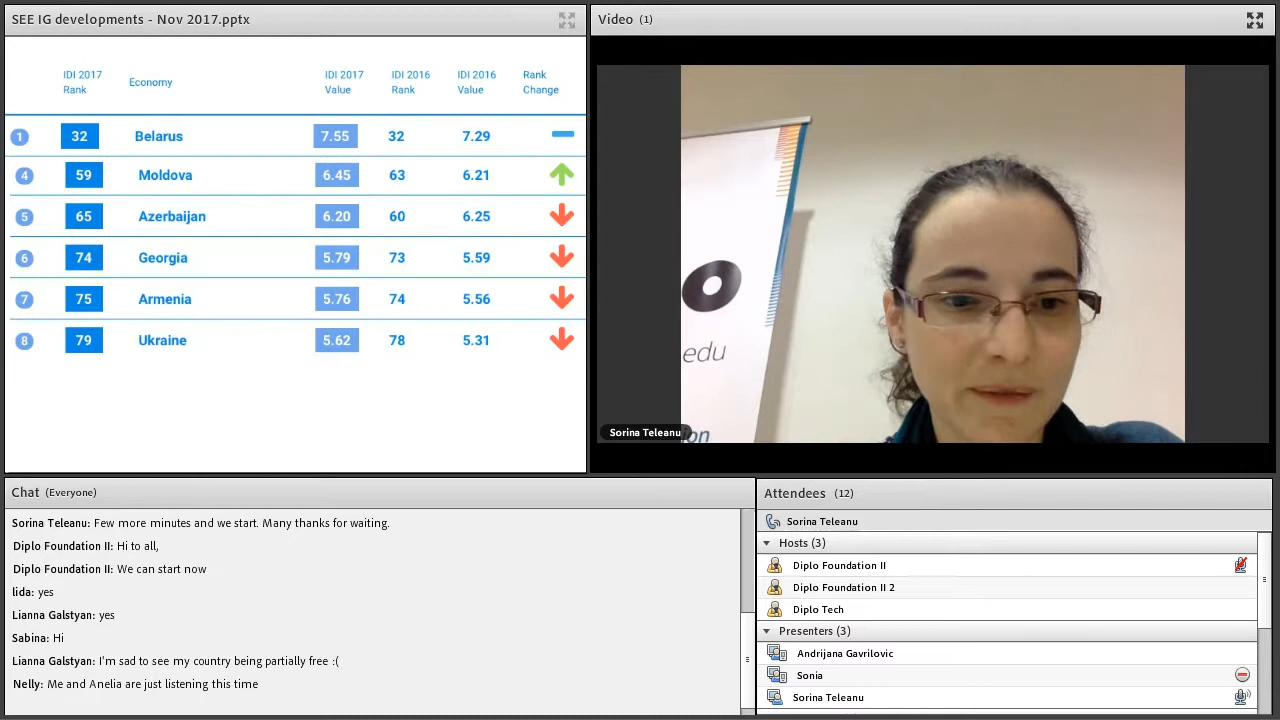 SEE IG developments - Nov 2017.pptx
IDI 2017 Rank Economy IDI 2017 Value IDI 2016 Rank IDI 2016 Value Rank Change
1 32 Belarus 7.55 32 7.29
4 59 Moldova 6.45 63 6.21
5 65 Azerbaijan 6.20 60 6.25
6 74 Georgia 5.79 73 5.59
7 75 Armenia 5.76 74 5.56
8 79 Ukraine 5.62 78 5.31
Video (1)
edu
on
Sorina Teleanu
Chat (Everyone)
Sorina Teleanu: Few more minutes and we start. Many thanks for waiting.
Diplo Foundation II: Hi to all,
Diplo Foundation II: We can start now
lida: yes
Lianna Galstyan: yes
Sabina: Hi
Lianna Galstyan: I'm sad to see my country being partially free :(
Nelly: Me and Anelia are just listening this time
Attendees (12)
Sorina Teleanu
Hosts (3)
Diplo Foundation II
Diplo Foundation II 2
Diplo Tech
Presenters (3)
Andrijana Gavrilovic
Sonia
Sorina Teleanu